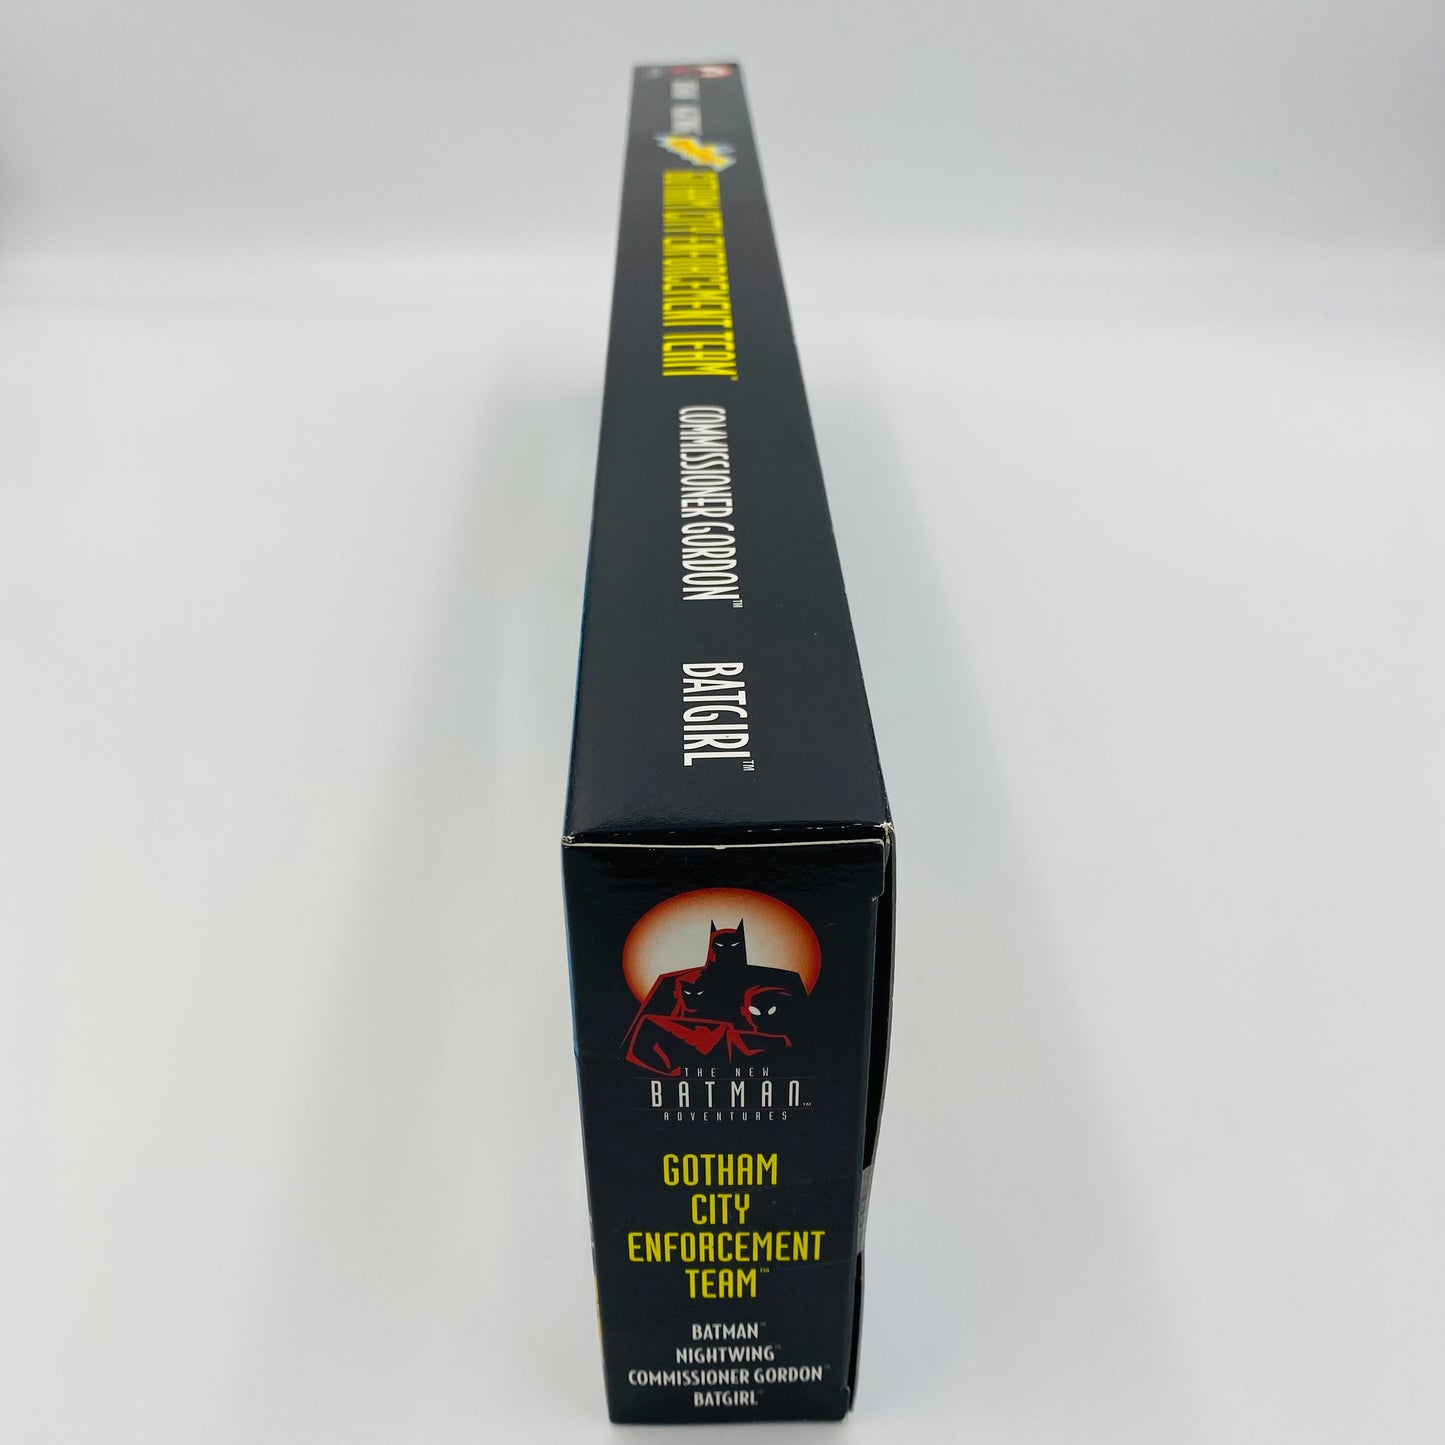 GOTHAM CITY ENFORCEMENT TEAM™
COMMISSIONER GORDON™
BATGIRL™
THE NEW
BATMAN™
ADVENTURES
GOTHAM
CITY
ENFORCEMENT
TEAM™
BATMAN™
NIGHTWING™
COMMISSIONER GORDON™
BATGIRL™